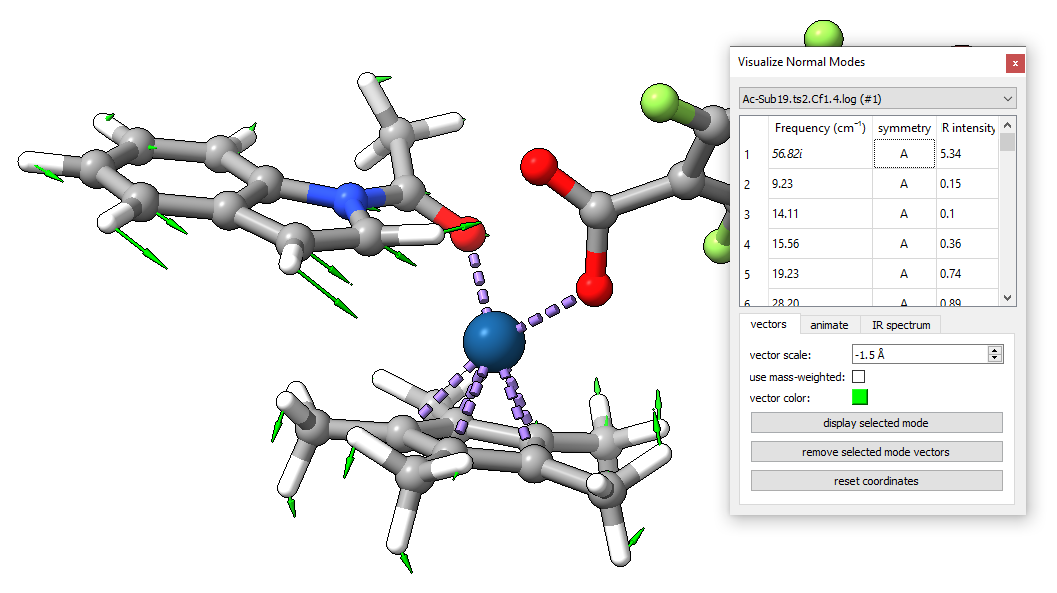 Visualize Normal Modes
x
Ac-Sub19.ts2.Cf1.4.log (#1)
Frequency (cm⁻¹) symmetry R intensity
1 56.82i A 5.34
2 9.23 A 0.15
3 14.11 A 0.1
4 15.56 A 0.36
5 19.23 A 0.74
6 28.20 A 0.89
vectors animate IR spectrum
vector scale: -1.5 Å
use mass-weighted:
vector color:
display selected mode
remove selected mode vectors
reset coordinates